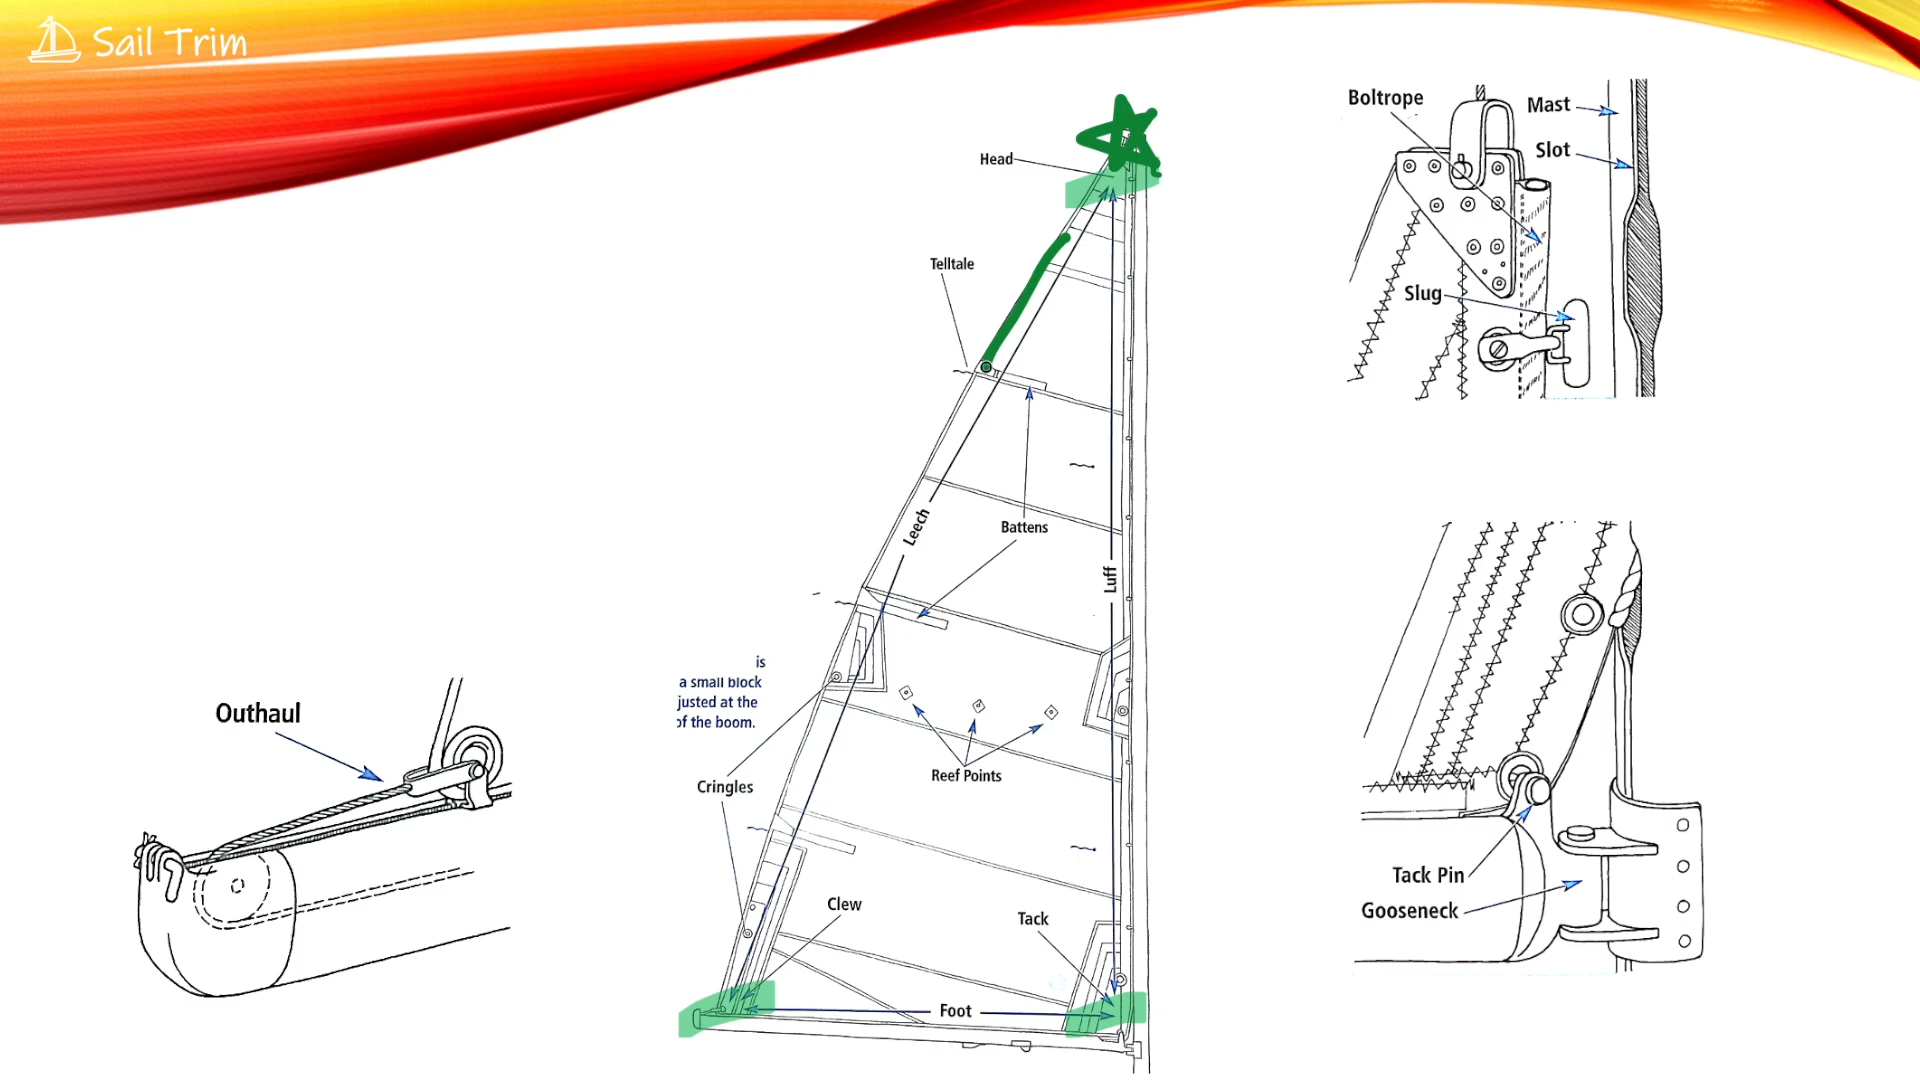 Sail Trim
Head
Telltale
Leech
Battens
Luff
is
a small block
justed at the
of the boom.
Reef Points
Cringles
Clew
Tack
Foot
Outhaul
Boltrope
Mast
Slot
Slug
Tack Pin
Gooseneck